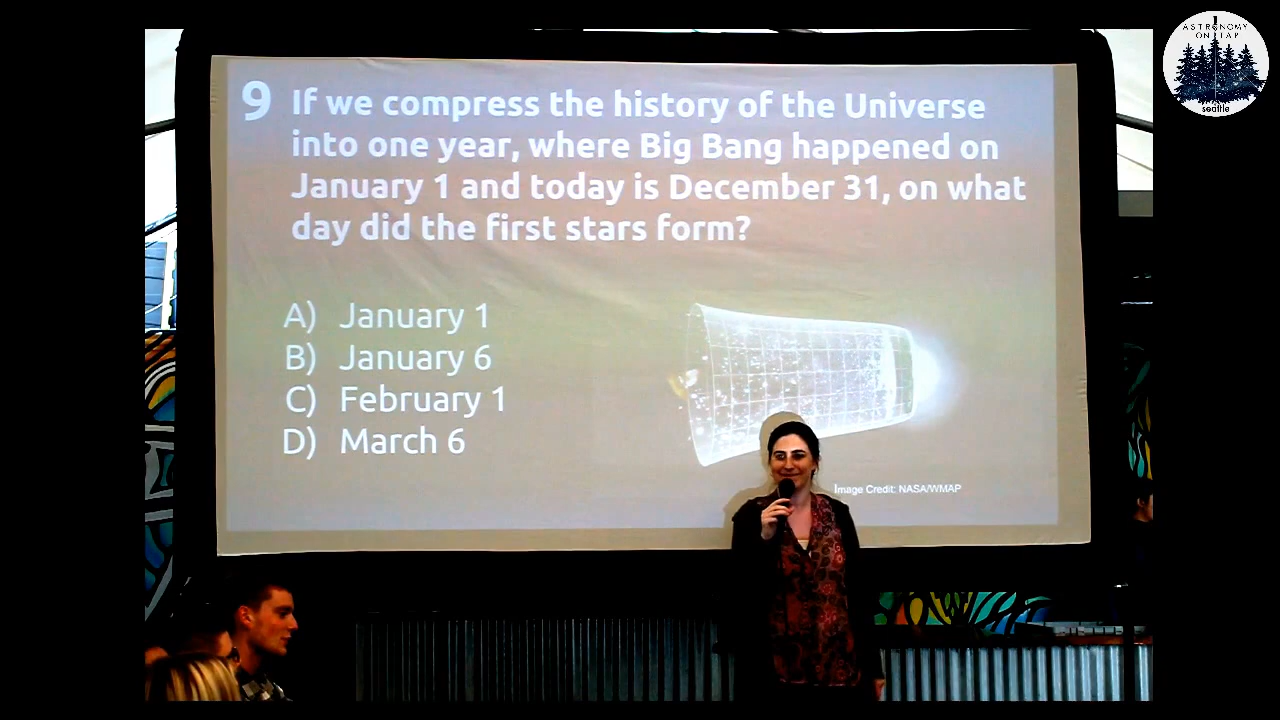 ASTRONOMY
ON TAP
seattle
9 If we compress the history of the Universe
into one year, where Big Bang happened on
January 1 and today is December 31, on what
day did the first stars form?
A) January 1
B) January 6
C) February 1
D) March 6
Image Credit: NASA/WMAP